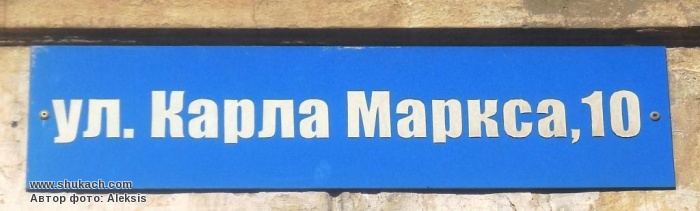 ул. Карла Маркса,10
www.shukach.com
Автор фото: Aleksis